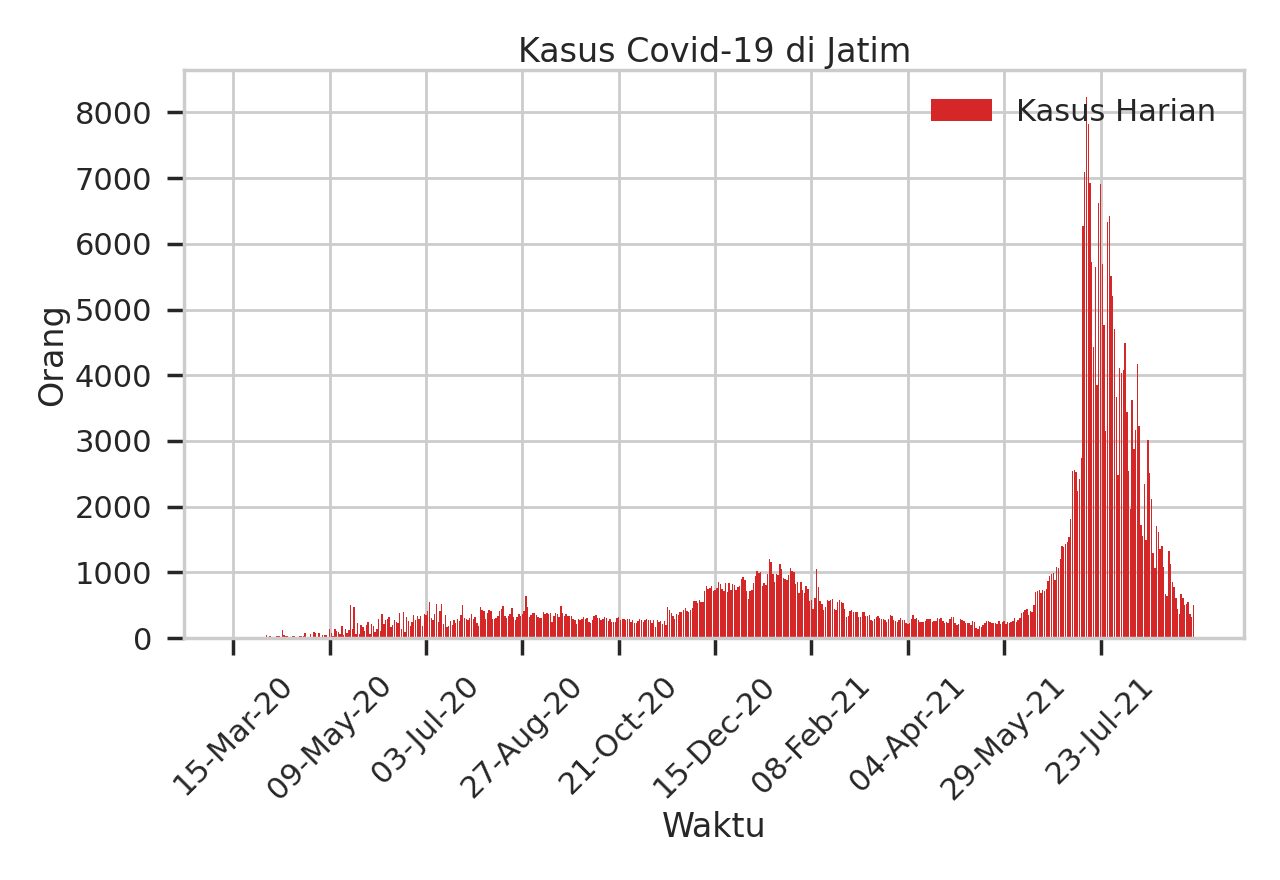 Kasus Covid-19 di Jatim
Kasus Harian
Orang
8000
7000
6000
5000
4000
3000
2000
1000
0
15-Mar-20
09-May-20
03-Jul-20
27-Aug-20
21-Oct-20
15-Dec-20
08-Feb-21
04-Apr-21
29-May-21
23-Jul-21
Waktu